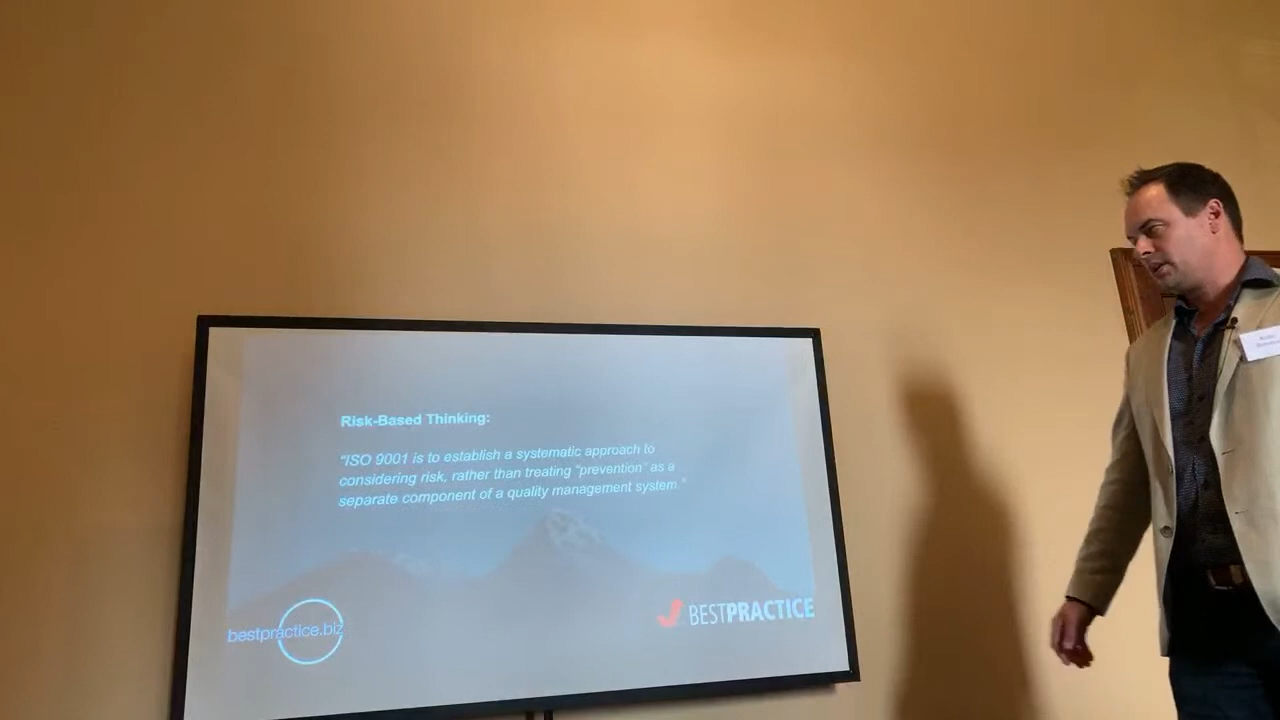 Risk-Based Thinking:
“ISO 9001 is to establish a systematic approach to
considering risk, rather than treating “prevention” as a
separate component of a quality management system.”
bestpractice.biz
BESTPRACTICE